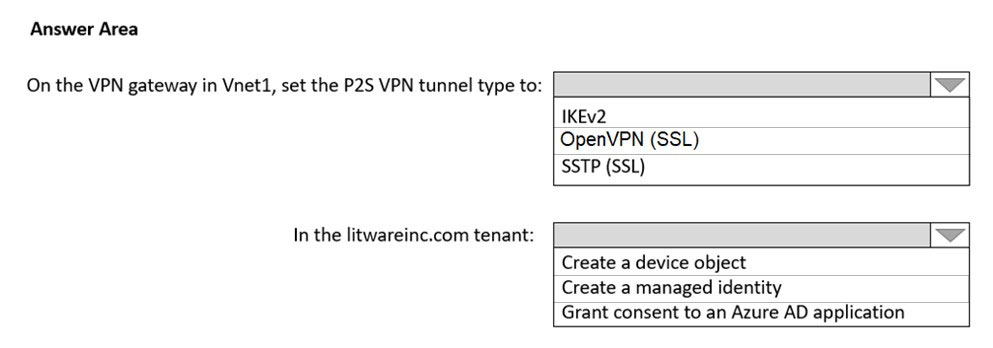 Answer Area
On the VPN gateway in Vnet1, set the P2S VPN tunnel type to:
IKEv2
OpenVPN (SSL)
SSTP (SSL)
In the litwareinc.com tenant:
Create a device object
Create a managed identity
Grant consent to an Azure AD application